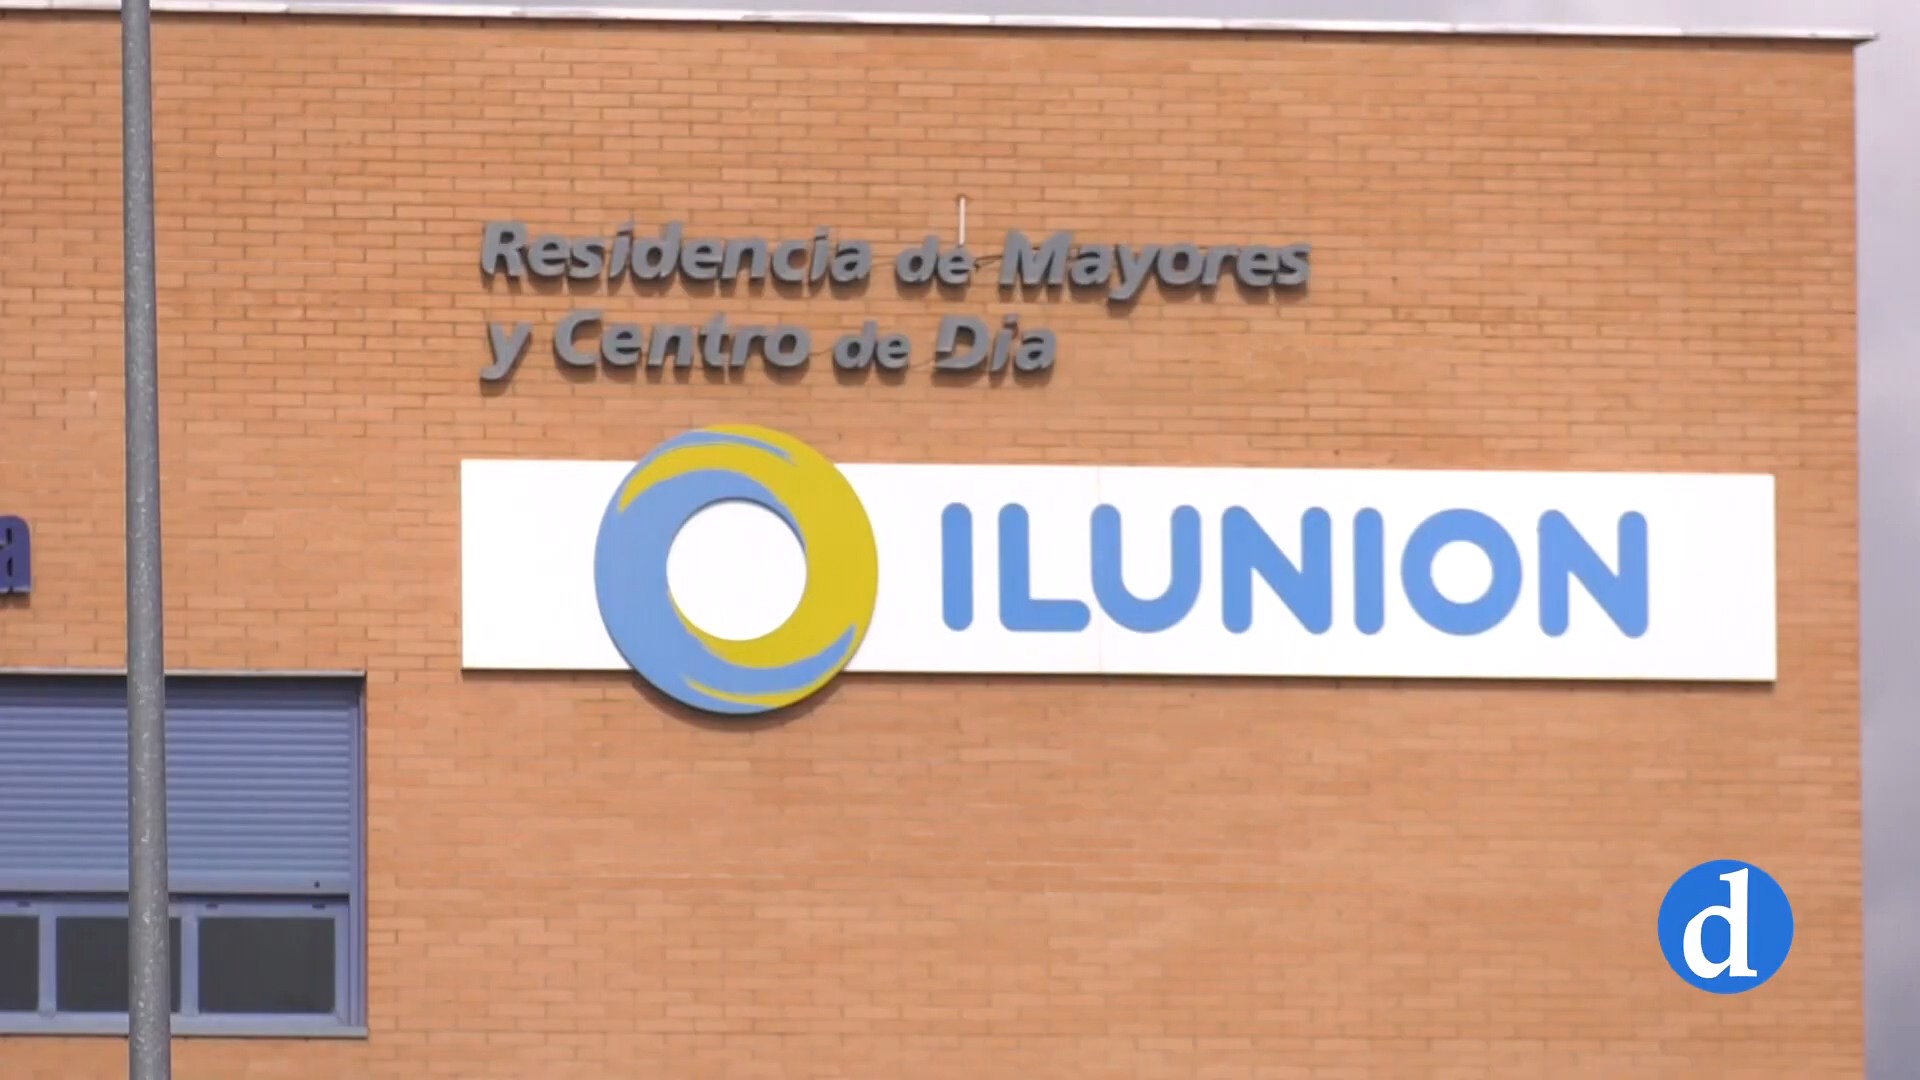 Residencia de Mayores
y Centro de Día
ILUNION
a
d